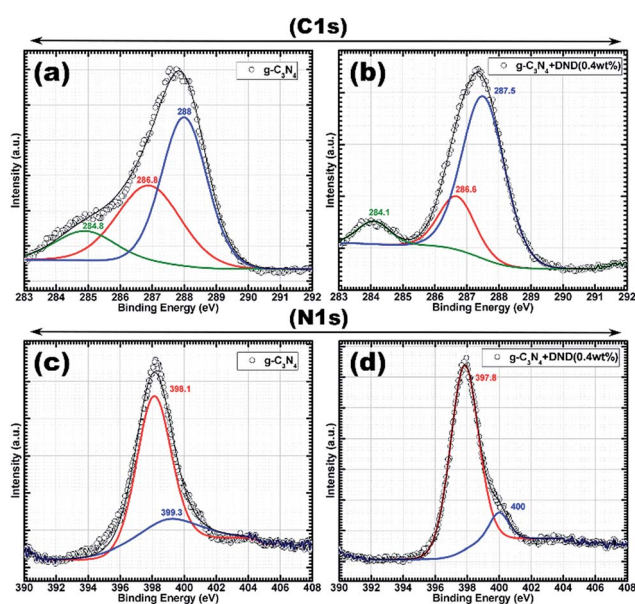 (C1s)
(a)
g-C₃N₄
288
286.8
284.8
Intensity (a.u.)
283 284 285 286 287 288 289 290 291 292
Binding Energy (eV)
(b)
g-C₃N₄+DND(0.4wt%)
287.5
286.6
284.1
Intensity (a.u.)
283 284 285 286 287 288 289 290 291 292
Binding Energy (eV)
(N1s)
(c)
g-C₃N₄
398.1
399.3
Intensity (a.u.)
390 392 394 396 398 400 402 404 406 408
Binding Energy (eV)
(d)
g-C₃N₄+DND(0.4wt%)
397.8
400
Intensity (a.u.)
390 392 394 396 398 400 402 404 406 408
Binding Energy (eV)